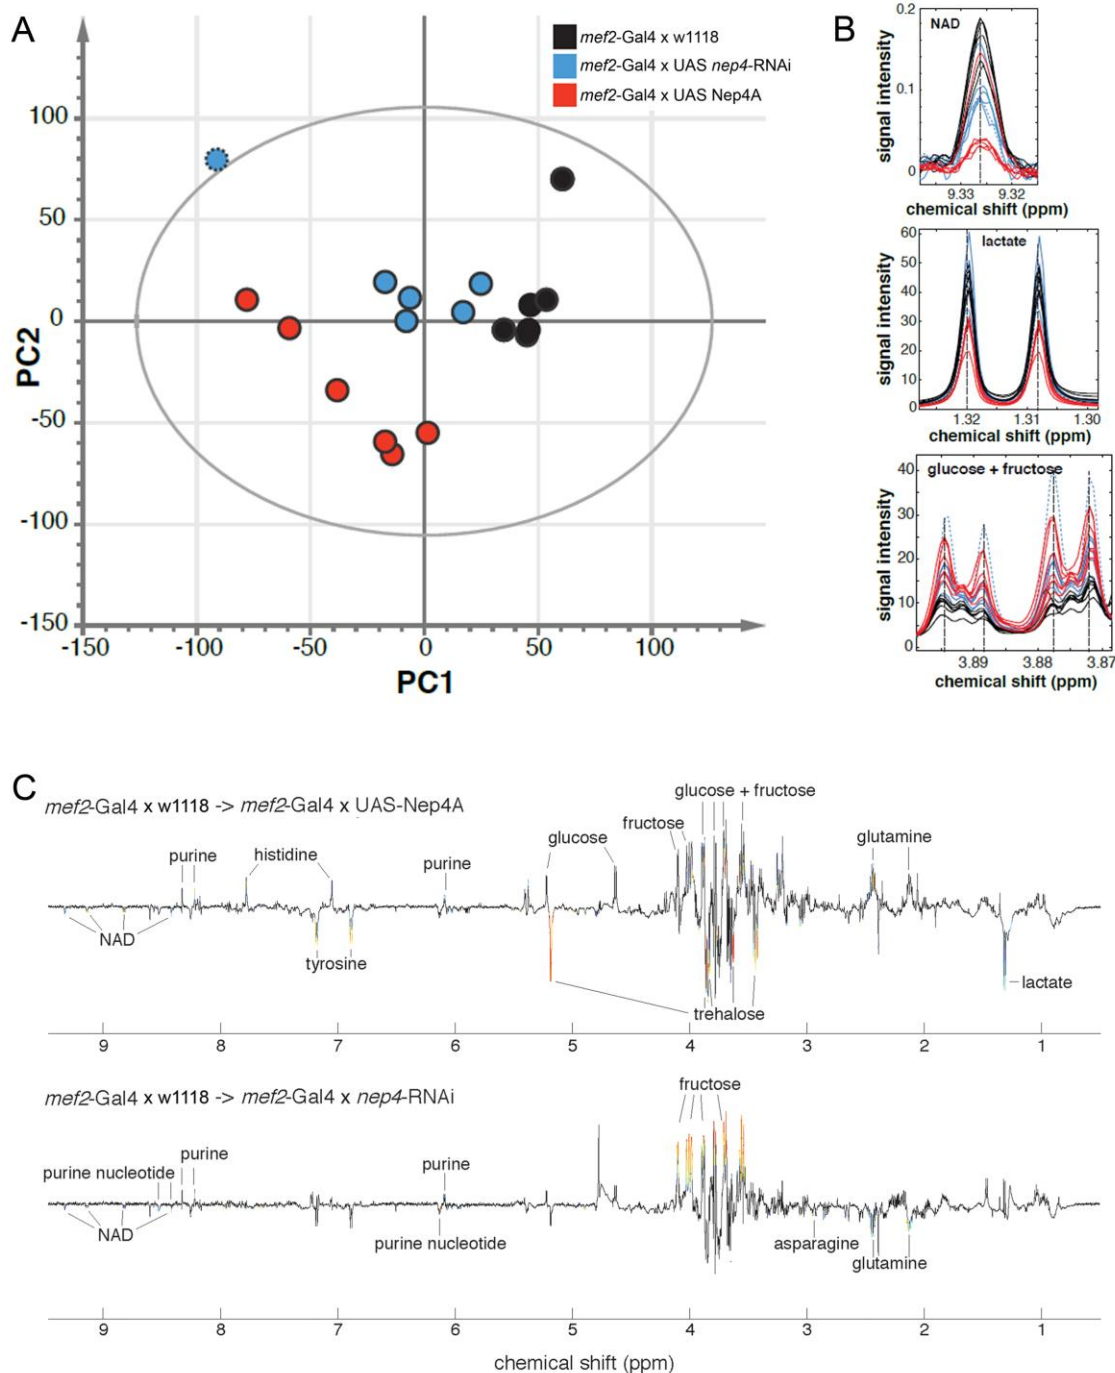 A
mef2-Gal4 x w1118
mef2-Gal4 x UAS nep4-RNAi
mef2-Gal4 x UAS Nep4A
100
50
0
-50
-100
-150
PC2
-150
-100
-50
0
50
100
PC1
B
NAD
0.2
0.1
0
signal intensity
9.33
9.32
chemical shift (ppm)
lactate
60
50
40
30
20
10
0
signal intensity
1.32
1.31
1.30
chemical shift (ppm)
glucose + fructose
40
30
20
10
0
signal intensity
3.89
3.88
3.87
chemical shift (ppm)
C
mef2-Gal4 x w1118 -> mef2-Gal4 x UAS-Nep4A
glucose + fructose
fructose
glucose
glutamine
purine
histidine
purine
NAD
tyrosine
lactate
trehalose
9 8 7 6 5 4 3 2 1
mef2-Gal4 x w1118 -> mef2-Gal4 x nep4-RNAi
fructose
purine
purine
purine nucleotide
NAD
purine nucleotide
asparagine
glutamine
9 8 7 6 5 4 3 2 1
chemical shift (ppm)